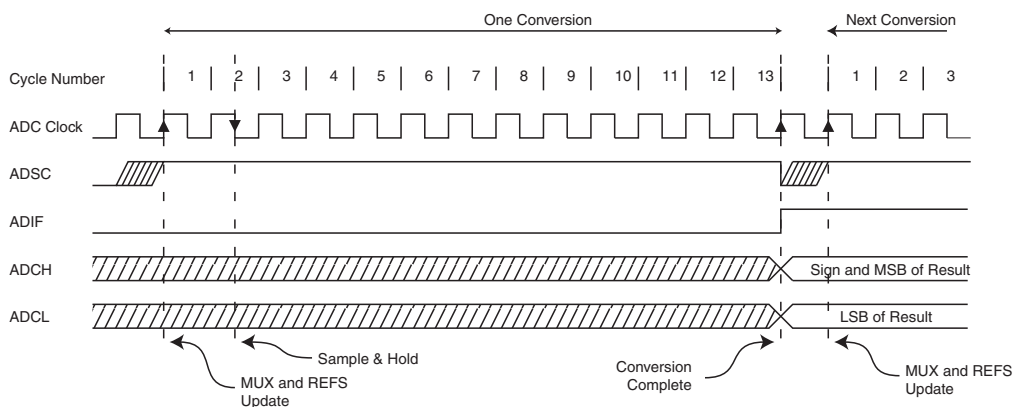 One Conversion
Next Conversion
Cycle Number
1 2 3 4 5 6 7 8 9 10 11 12 13 1 2 3
ADC Clock
ADSC
ADIF
ADCH
Sign and MSB of Result
ADCL
LSB of Result
Sample & Hold
MUX and REFS
Update
Conversion
Complete
MUX and REFS
Update